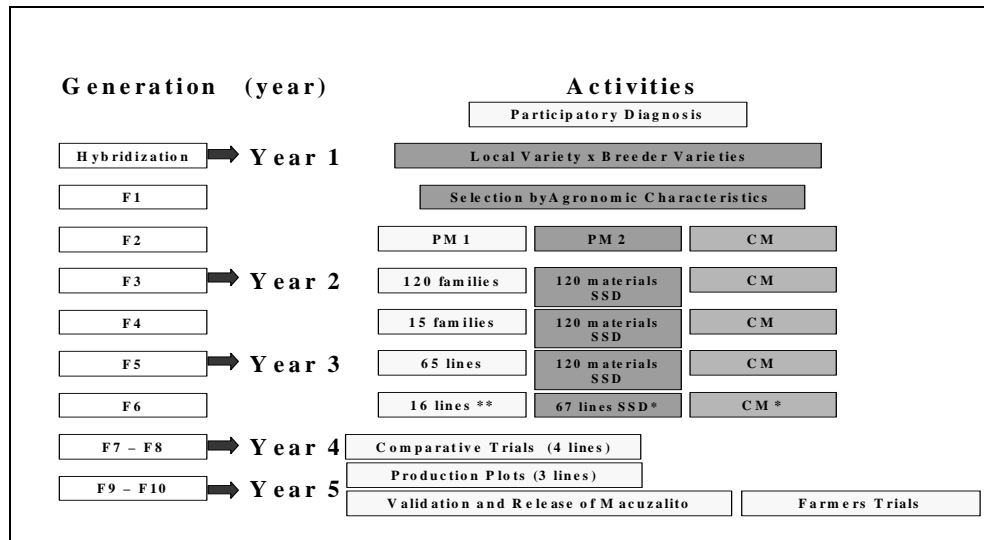 Generation (year) Activities
Participatory Diagnosis
Hybridization Year 1 Local Variety x Breeder Varieties
F1 Selection by Agronomic Characteristics
F2 PM 1 PM 2 CM
F3 Year 2 120 families 120 materials SSD CM
F4 15 families 120 materials SSD CM
F5 Year 3 65 lines 120 materials SSD CM
F6 16 lines ** 67 lines SSD* CM *
F7 – F8 Year 4 Comparative Trials (4 lines)
Production Plots (3 lines)
F9 – F10 Year 5 Validation and Release of Macuzalito Farmers Trials